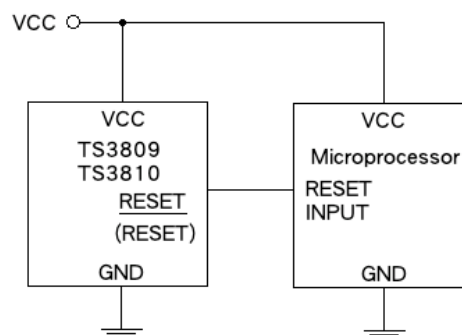 VCC
VCC
TS3809
TS3810
RESET
(RESET)
GND
VCC
Microprocessor
RESET
INPUT
GND